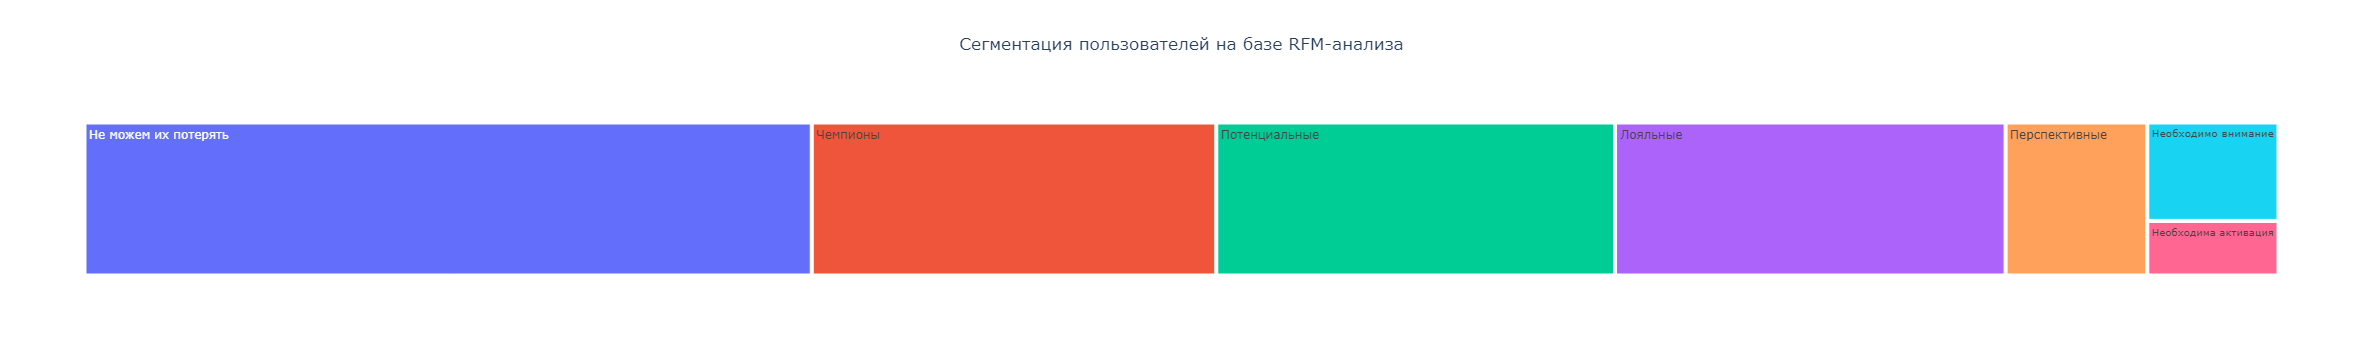 Сегментация пользователей на базе RFM-анализа
Не можем их потерять
Чемпионы
Потенциальные
Лояльные
Перспективные
Необходимо внимание
Необходима активация